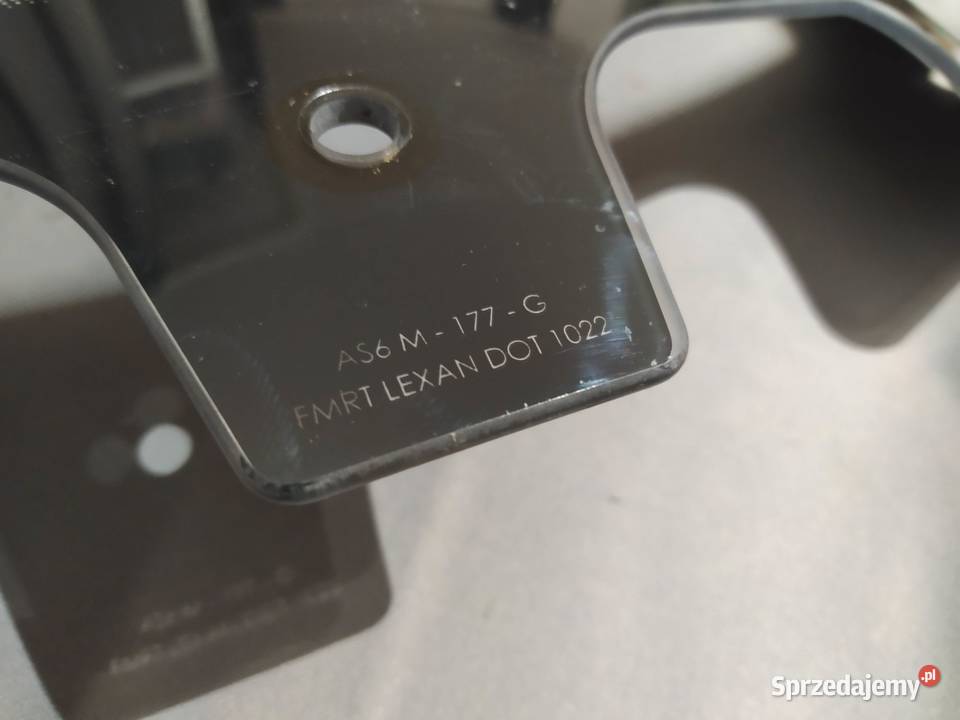 AS6 M - 177 - G
FMRT LEXAN DOT 1022
Sprzedajemy.pl